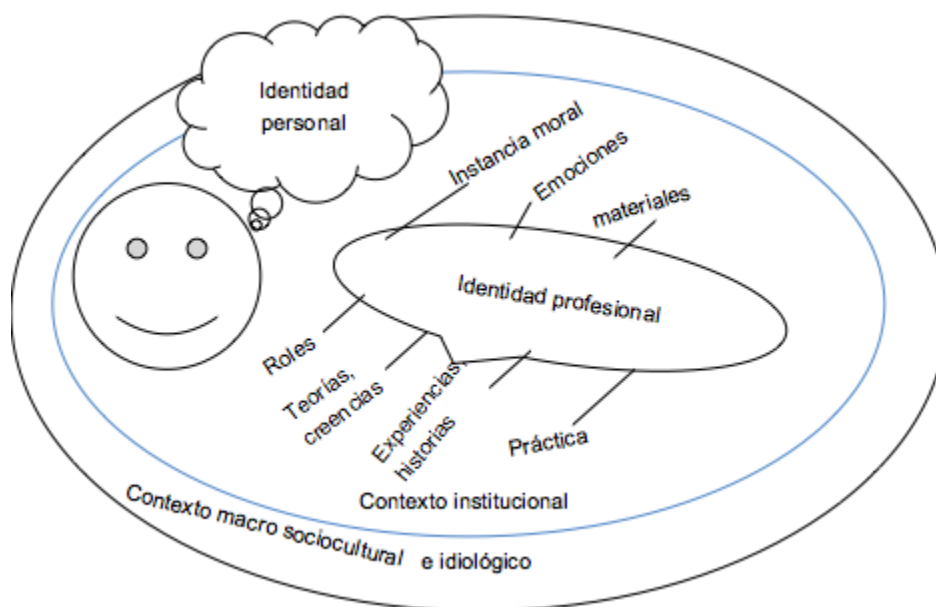 Identidad
personal
Instancia moral
Emociones
materiales
Identidad profesional
Roles
Teorías,
creencias
Experiencias,
historias
Práctica
Contexto institucional
Contexto macro sociocultural e idiológico